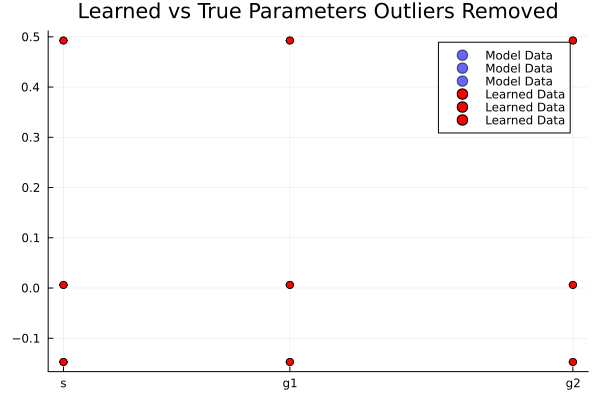 Learned vs True Parameters Outliers Removed
0.5
0.4
0.3
0.2
0.1
0.0
−0.1
Model Data
Model Data
Model Data
Learned Data
Learned Data
Learned Data
s g1 g2